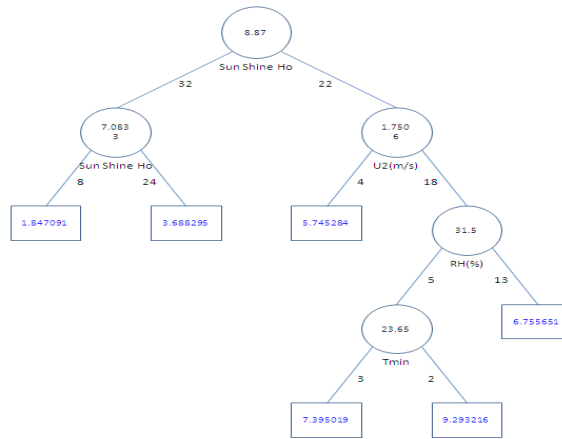 8.87
Sun Shine Ho
32 22
7.083
3
1.750
6
Sun Shine Ho
U2(m/s)
8 24 4 18
1.847091 3.688295 5.745284
31.5
RH(%)
5 13
6.755651
23.65
Tmin
3 2
7.395019 9.293216